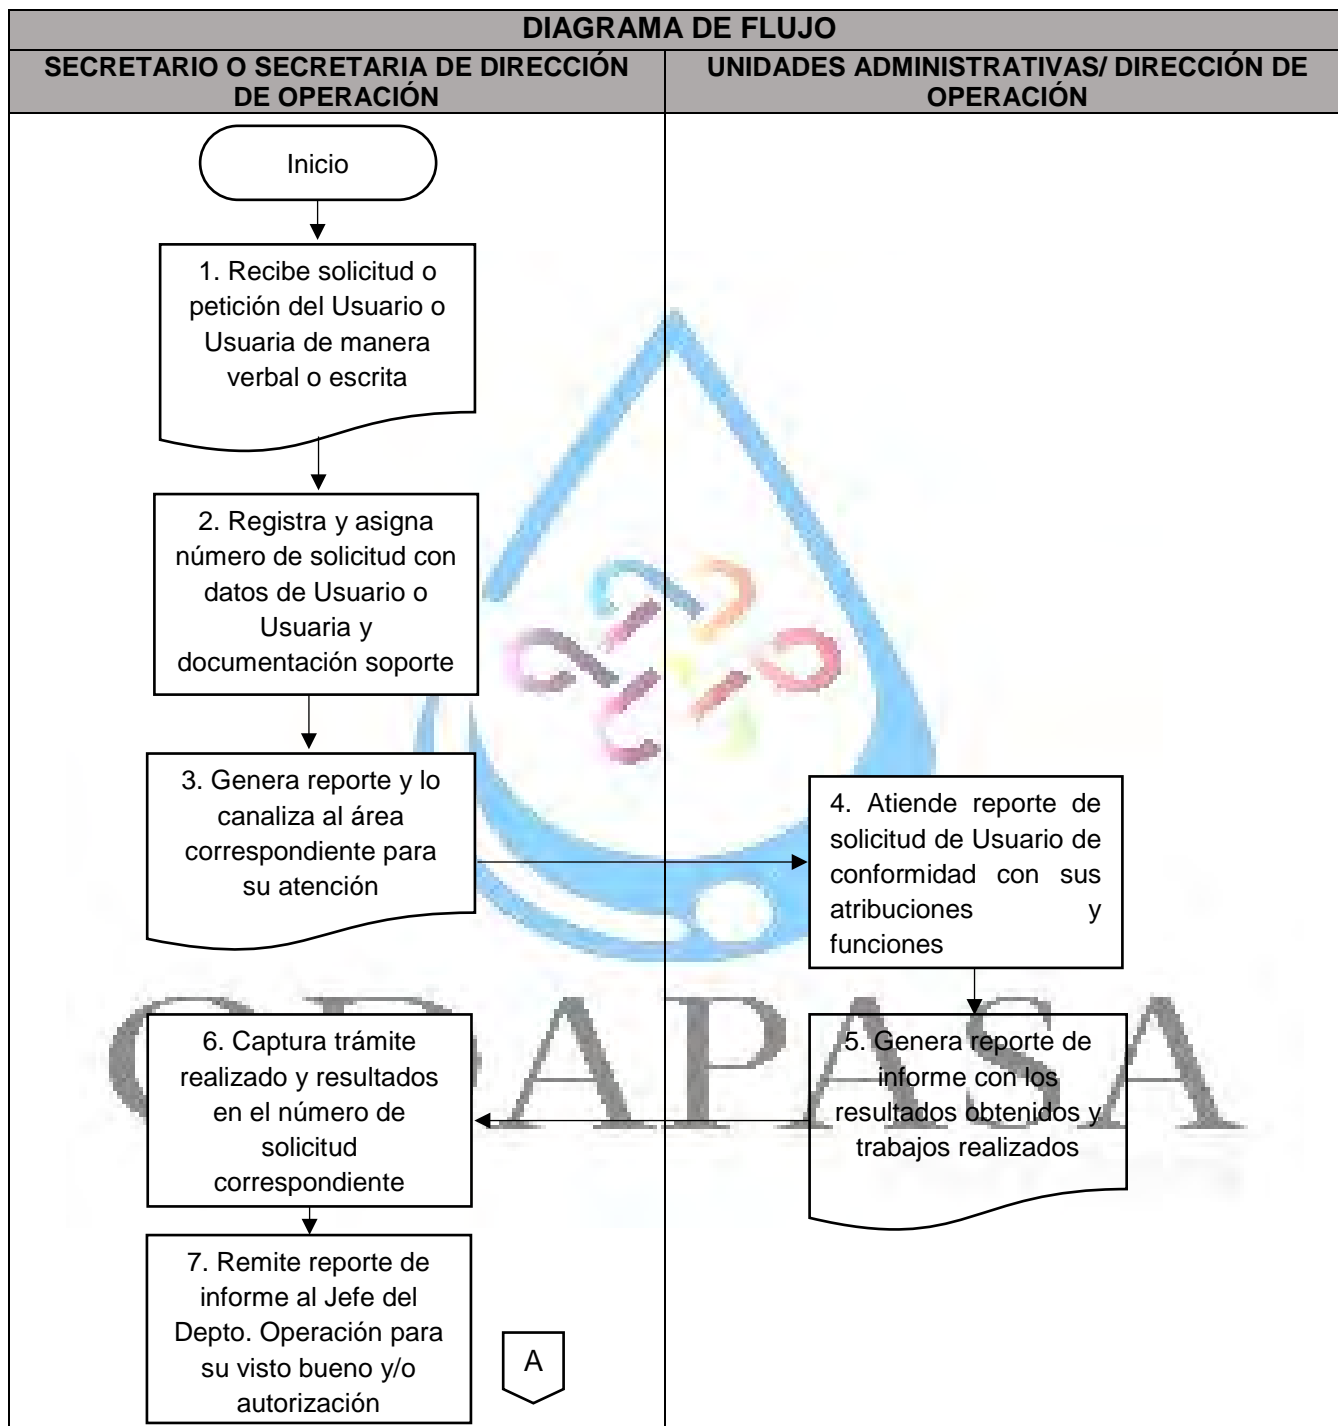 DIAGRAMA DE FLUJO
SECRETARIO O SECRETARIA DE DIRECCIÓN
DE OPERACIÓN
UNIDADES ADMINISTRATIVAS/ DIRECCIÓN DE
OPERACIÓN
Inicio
1. Recibe solicitud o
petición del Usuario o
Usuaria de manera
verbal o escrita
2. Registra y asigna
número de solicitud con
datos de Usuario o
Usuaria y
documentación soporte
3. Genera reporte y lo
canaliza al área
correspondiente para
su atención
4. Atiende reporte de
solicitud de Usuario de
conformidad con sus
atribuciones y
funciones
5. Genera reporte de
informe con los
resultados obtenidos y
trabajos realizados
6. Captura trámite
realizado y resultados
en el número de
solicitud
correspondiente
7. Remite reporte de
informe al Jefe del
Depto. Operación para
su visto bueno y/o
autorización
A